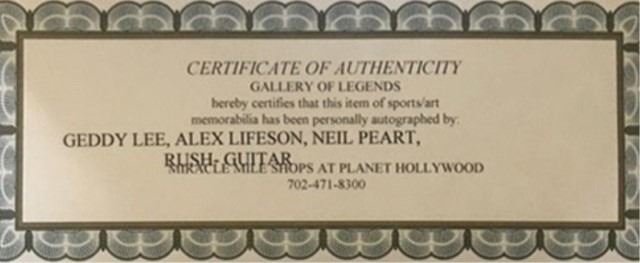 CERTIFICATE OF AUTHENTICITY
GALLERY OF LEGENDS
hereby certifies that this item of sports/art
memorabilia has been personally autographed by:
GEDDY LEE, ALEX LIFESON, NEIL PEART,
RUSH- GUITAR
MIRACLE MILE SHOPS AT PLANET HOLLYWOOD
702-471-8300